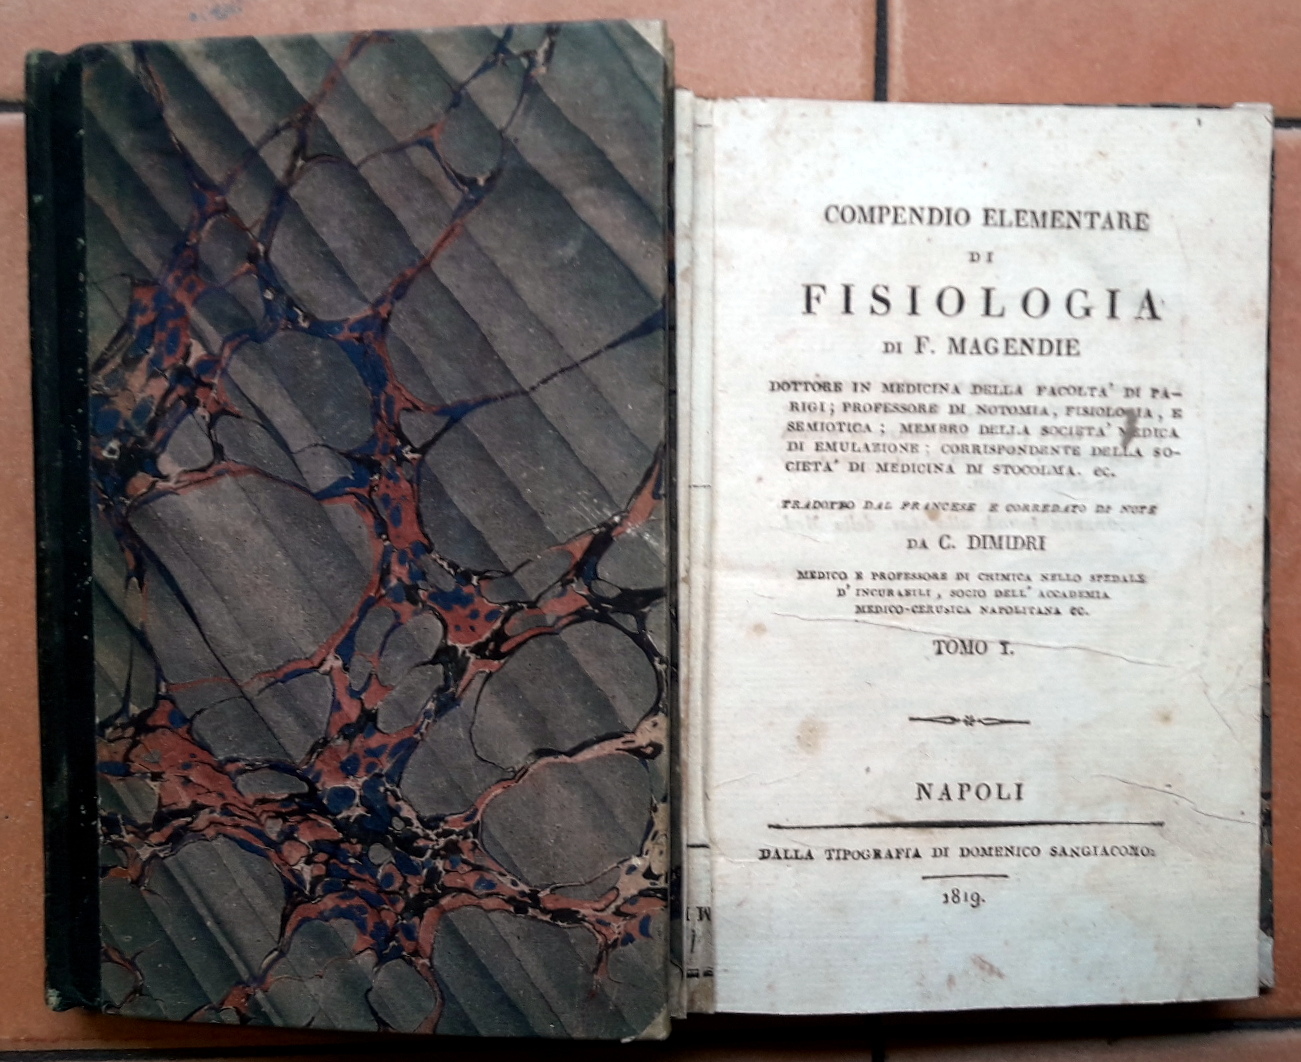 COMPENDIO ELEMENTARE
DI
FISIOLOGIA
DI F. MAGENDIE
DOTTORE IN MEDICINA DELLA FACOLTA' DI PA-
RIGI; PROFESSORE DI NOTOMIA, FISIOLOGIA, E
SEMIOTICA; MEMBRO DELLA SOCIETA' MEDICA
DI EMULAZIONE; CORRISPONDENTE DELLA SO-
CIETA' DI MEDICINA DI STOCOLMA. ec.
TRADOTTO DAL FRANCESE E CORREDATO DI NOTE
DA C. DIMIDRI
MEDICO E PROFESSORE DI CHIMICA NELLO SPEDALE
D' INCURABILI, SOCIO DELL' ACCADEMIA
MEDICO-CERUSICA NAPOLITANA ec.
TOMO I.
NAPOLI
DALLA TIPOGRAFIA DI DOMENICO SANGIACOMO.
1819.